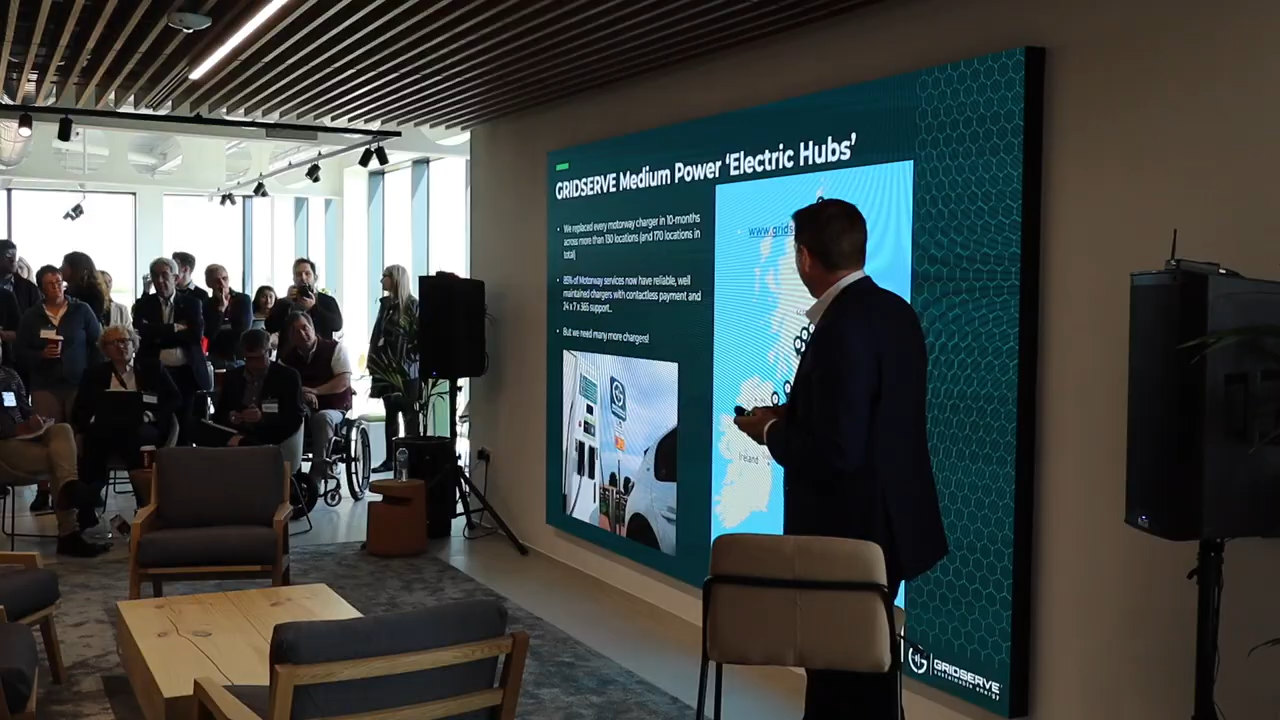 GRIDSERVE Medium Power ‘Electric Hubs’
• We replaced every motorway charger in 10-months
across more than 130 locations (and 170 locations in
total)
• 85% of Motorway services now have reliable, well
maintained chargers with contactless payment and
24 x 7 x 365 support..
• But we need many more chargers!
www.grids
Ireland
GRIDSERVE
sustainable energy